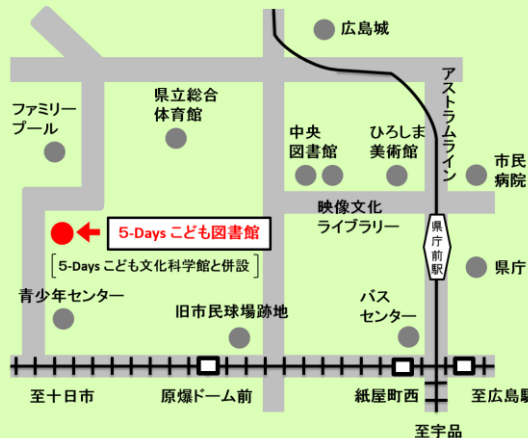 広島城
アストラムライン
ファミリー
プール
県立総合
体育館
中央
図書館
ひろしま
美術館
市民
病院
映像文化
ライブラリー
県庁前駅
5-Days こども図書館
5-Days こども文化科学館と併設
県庁
青少年センター
旧市民球場跡地
バス
センター
至十日市
原爆ドーム前
紙屋町西
至広島駅
至宇品